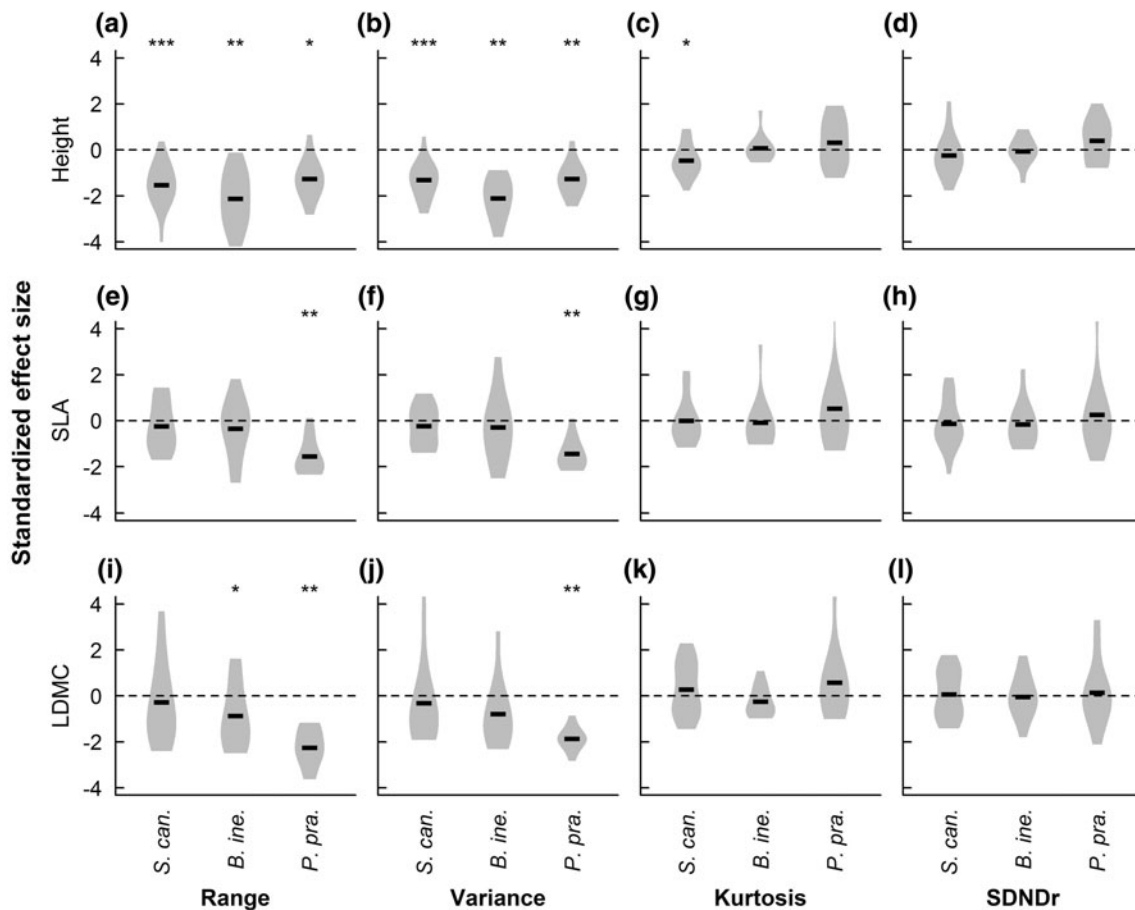 (a) (b) (c) (d)
*** ** * *** ** ** *
4 2 0 -2 -4
Height
(e) (f) (g) (h)
** **
4 2 0 -2 -4
SLA
Standardized effect size
(i) (j) (k) (l)
* ** **
4 2 0 -2 -4
LDMC
S. can. B. ine. P. pra. S. can. B. ine. P. pra. S. can. B. ine. P. pra. S. can. B. ine. P. pra.
Range Variance Kurtosis SDNDr